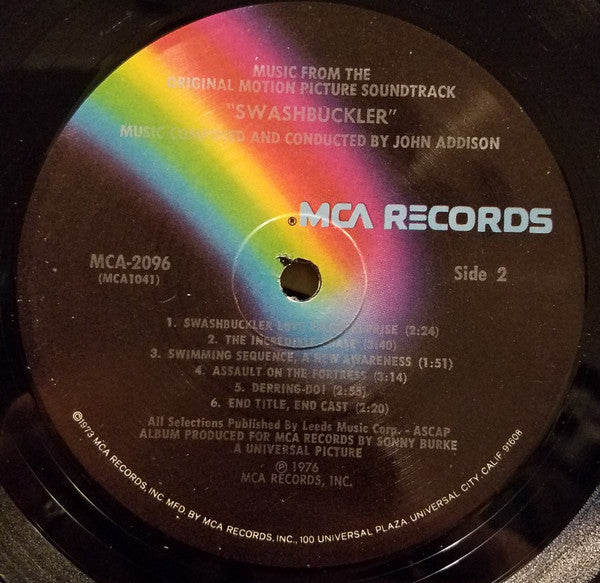 MUSIC FROM THE
ORIGINAL MOTION PICTURE SOUNDTRACK
"SWASHBUCKLER"
MUSIC COMPOSED AND CONDUCTED BY JOHN ADDISON
® MCA RECORDS
MCA-2096
(MCA1041)
Side 2
1. SWASHBUCKLER REPRISE (2:24)
2. THE INCREDIBLE CHASE (3:40)
3. SWIMMING SEQUENCE, A NEW AWARENESS (1:51)
4. ASSAULT ON THE FORTRESS (3:14)
5. DERRING-DO! (2:55)
6. END TITLE, END CAST (2:20)
All Selections Published By Leeds Music Corp. - ASCAP
ALBUM PRODUCED FOR MCA RECORDS BY SONNY BURKE
A UNIVERSAL PICTURE
℗ 1976
MCA RECORDS, INC.
©1973 MCA RECORDS, INC MFD BY MCA RECORDS, INC., 100 UNIVERSAL PLAZA, UNIVERSAL CITY, CALIF. 91608